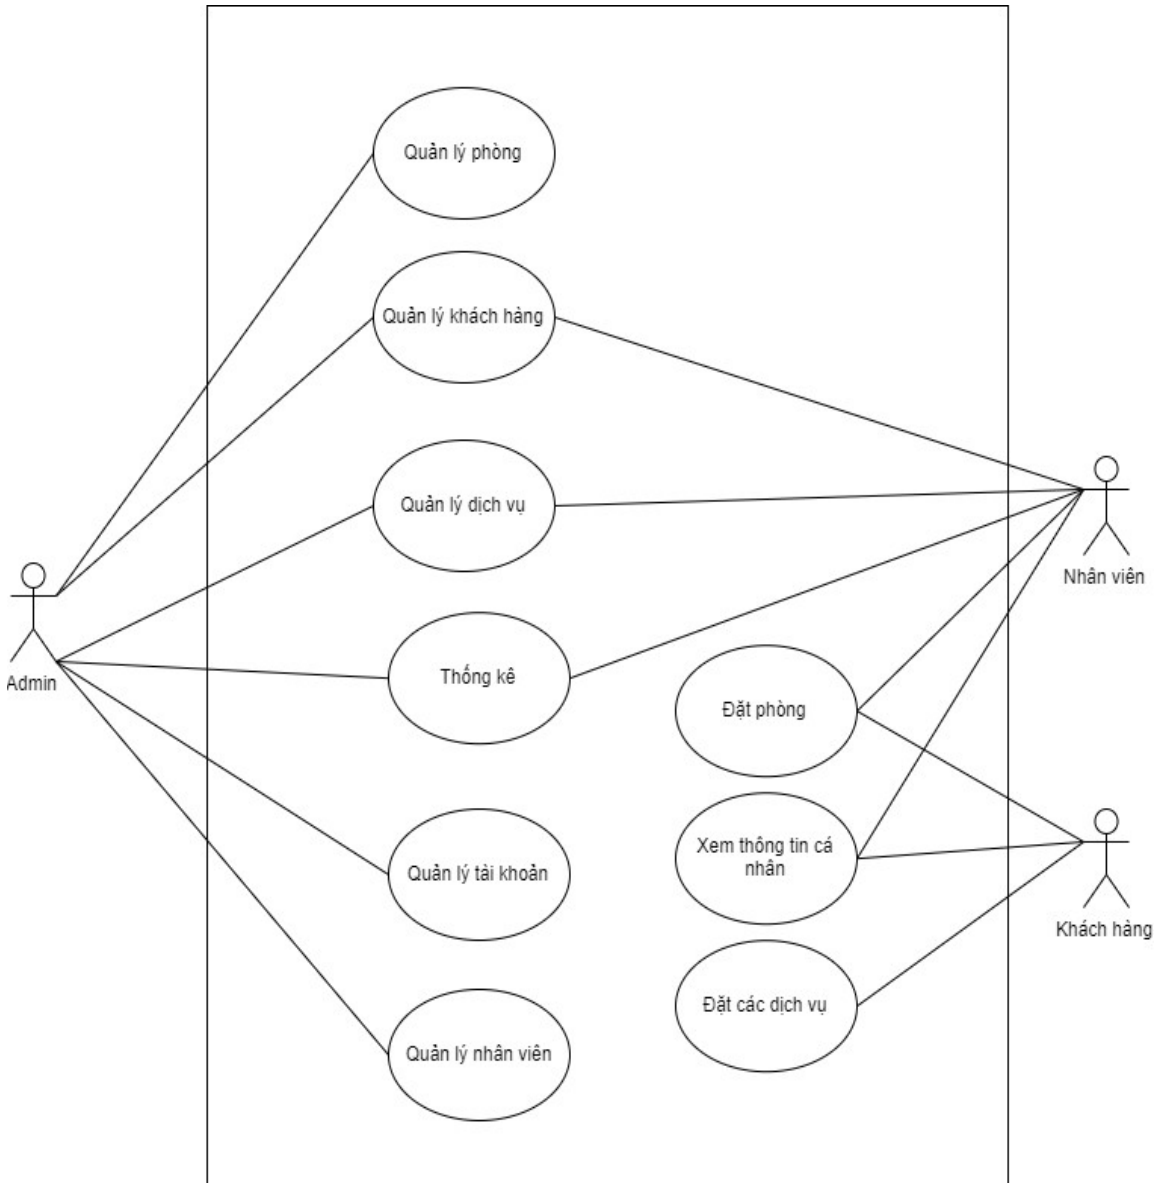 Quản lý phòng
Quản lý khách hàng
Quản lý dịch vụ
Nhân viên
Thống kê
Admin
Đặt phòng
Xem thông tin cá
nhân
Quản lý tài khoản
Khách hàng
Đặt các dịch vụ
Quản lý nhân viên